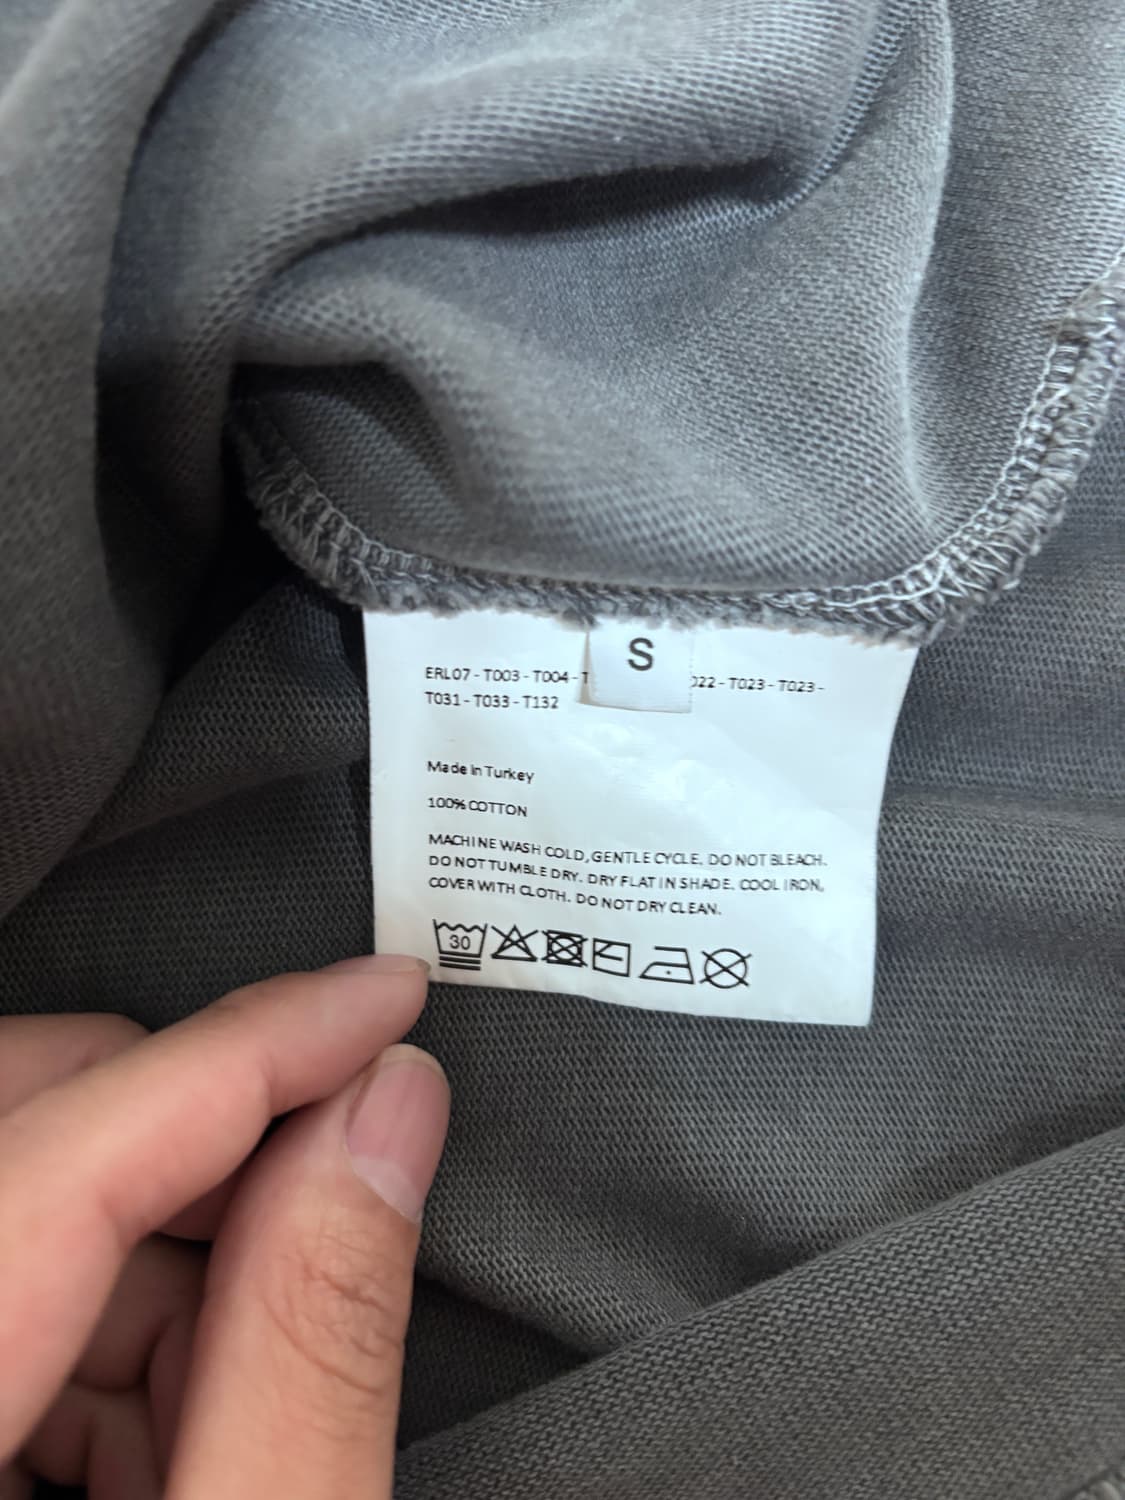 S
ERL07 - T003 - T004 - T 022 - T023 - T023 -
T031 - T033 - T132
Made in Turkey
100% COTTON
MACHINE WASH COLD, GENTLE CYCLE. DO NOT BLEACH.
DO NOT TUMBLE DRY. DRY FLAT IN SHADE. COOL IRON,
COVER WITH CLOTH. DO NOT DRY CLEAN.
30